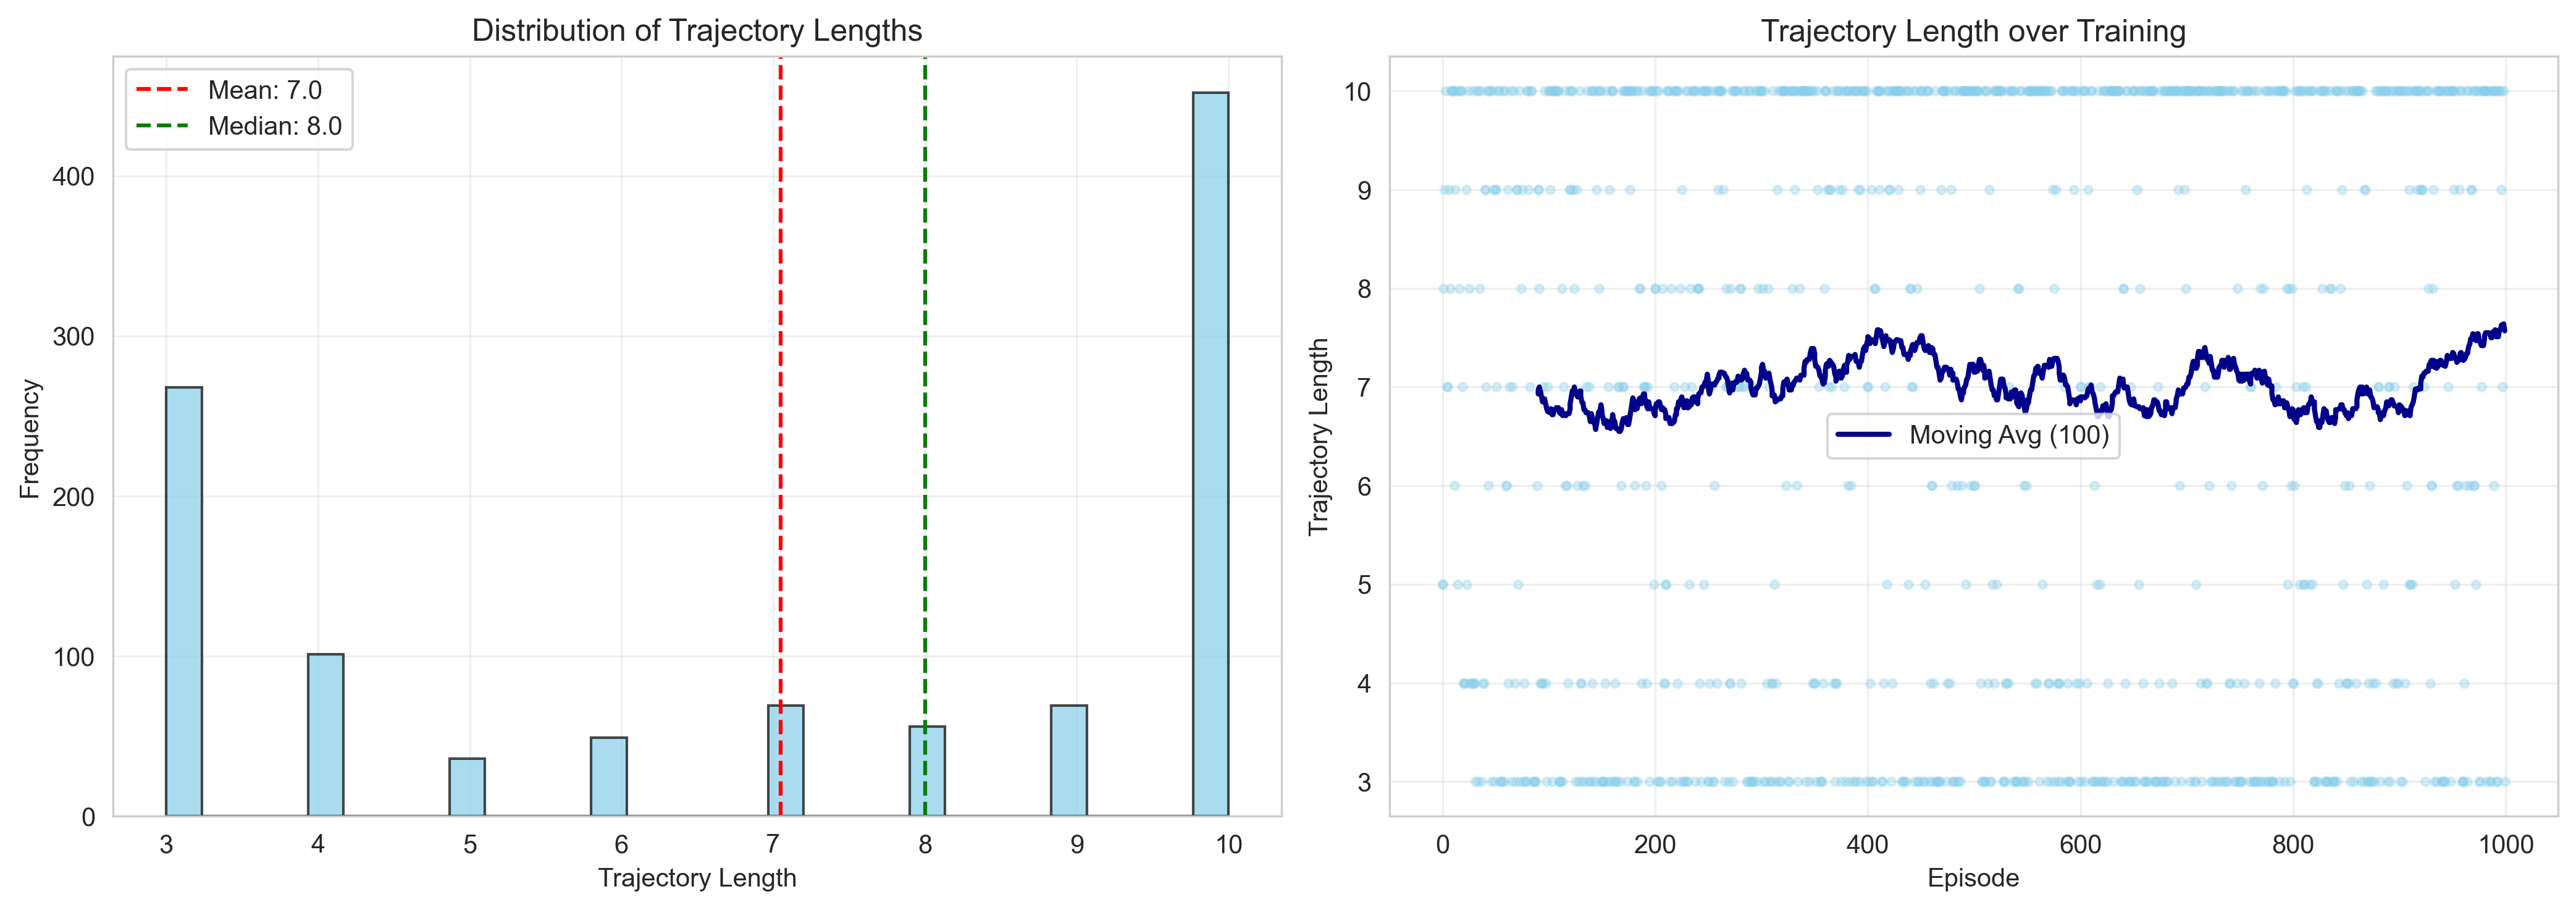 Distribution of Trajectory Lengths
Mean: 7.0
Median: 8.0
Frequency
400
300
200
100
0
3 4 5 6 7 8 9 10
Trajectory Length
Trajectory Length over Training
Trajectory Length
10
9
8
7
6
5
4
3
Moving Avg (100)
0 200 400 600 800 1000
Episode